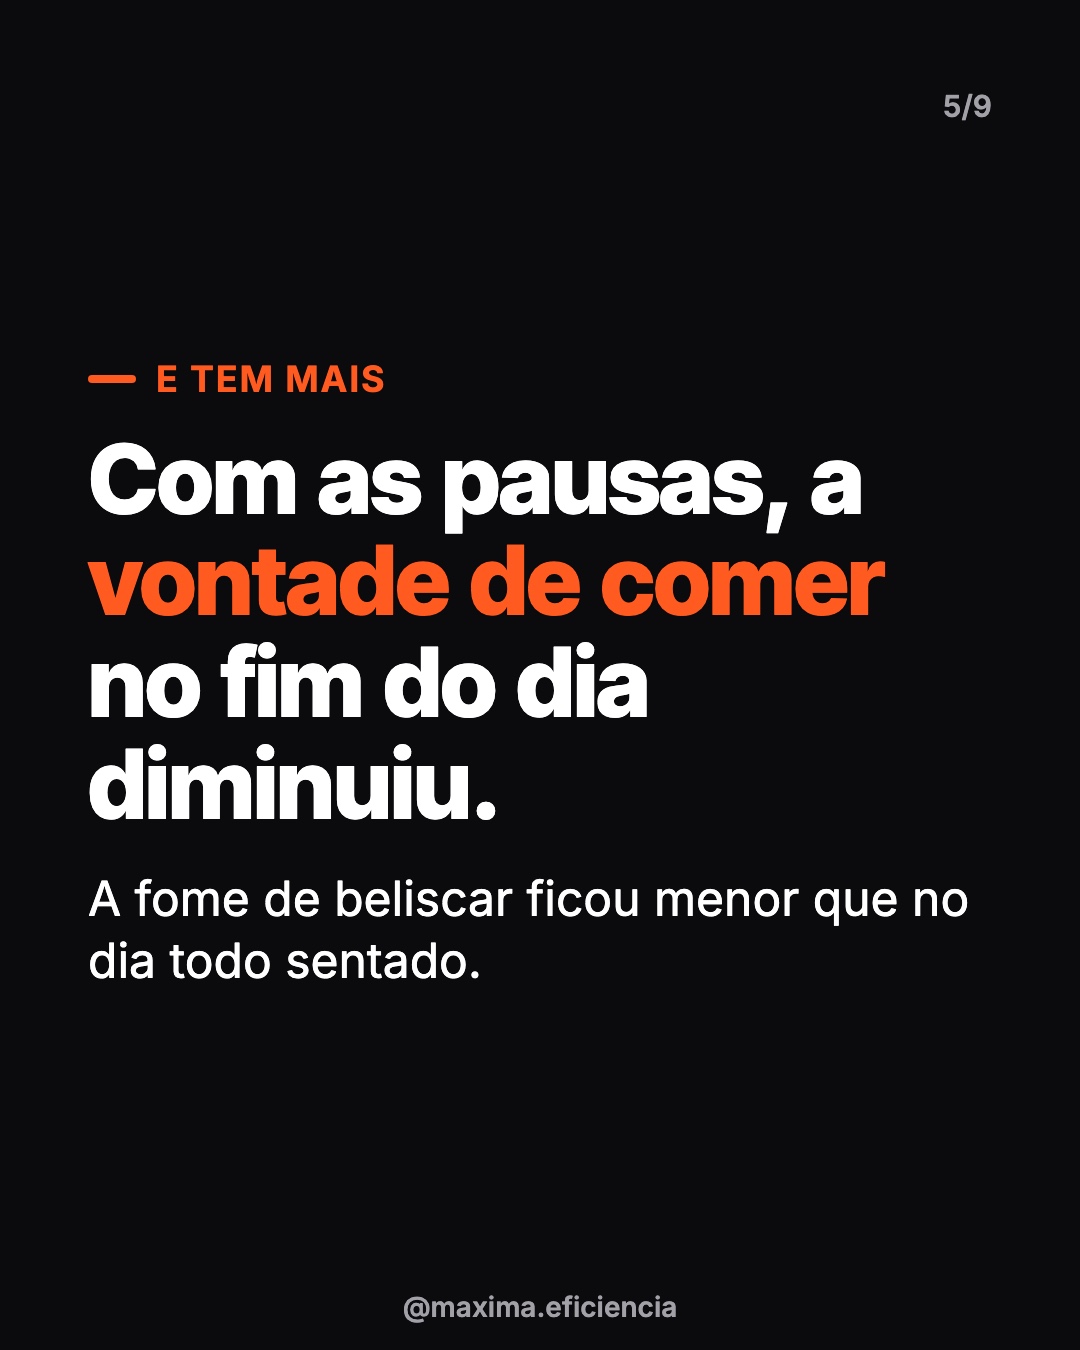 5/9
E TEM MAIS
Com as pausas, a
vontade de comer
no fim do dia
diminuiu.
A fome de beliscar ficou menor que no
dia todo sentado.
@maxima.eficiencia